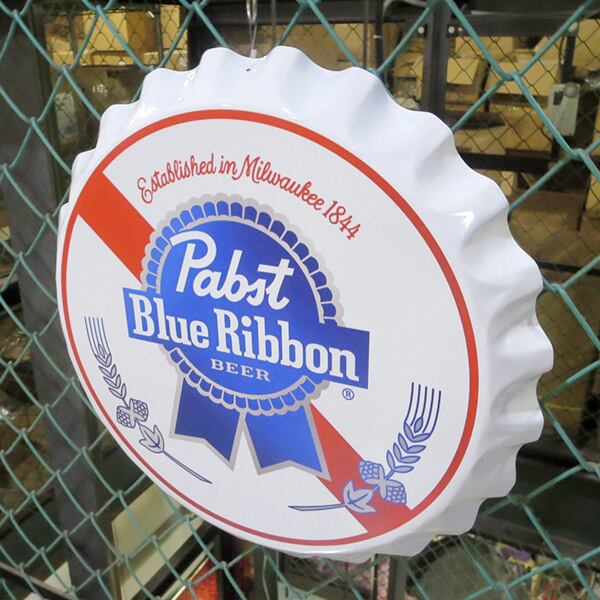 Established in Milwaukee 1844
Pabst
Blue Ribbon
BEER
®